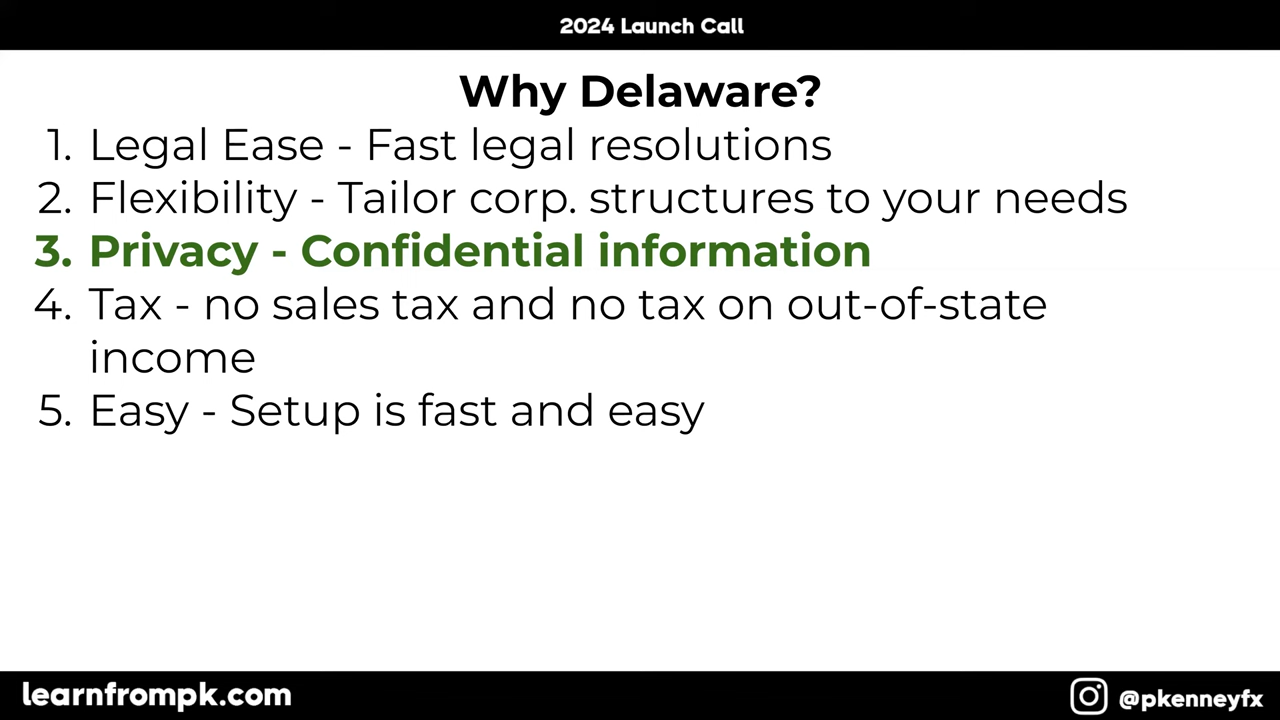 2024 Launch Call
Why Delaware?
1. Legal Ease - Fast legal resolutions
2. Flexibility - Tailor corp. structures to your needs
3. Privacy - Confidential information
4. Tax - no sales tax and no tax on out-of-state
income
5. Easy - Setup is fast and easy
learnfrompk.com
@pkenneyfx